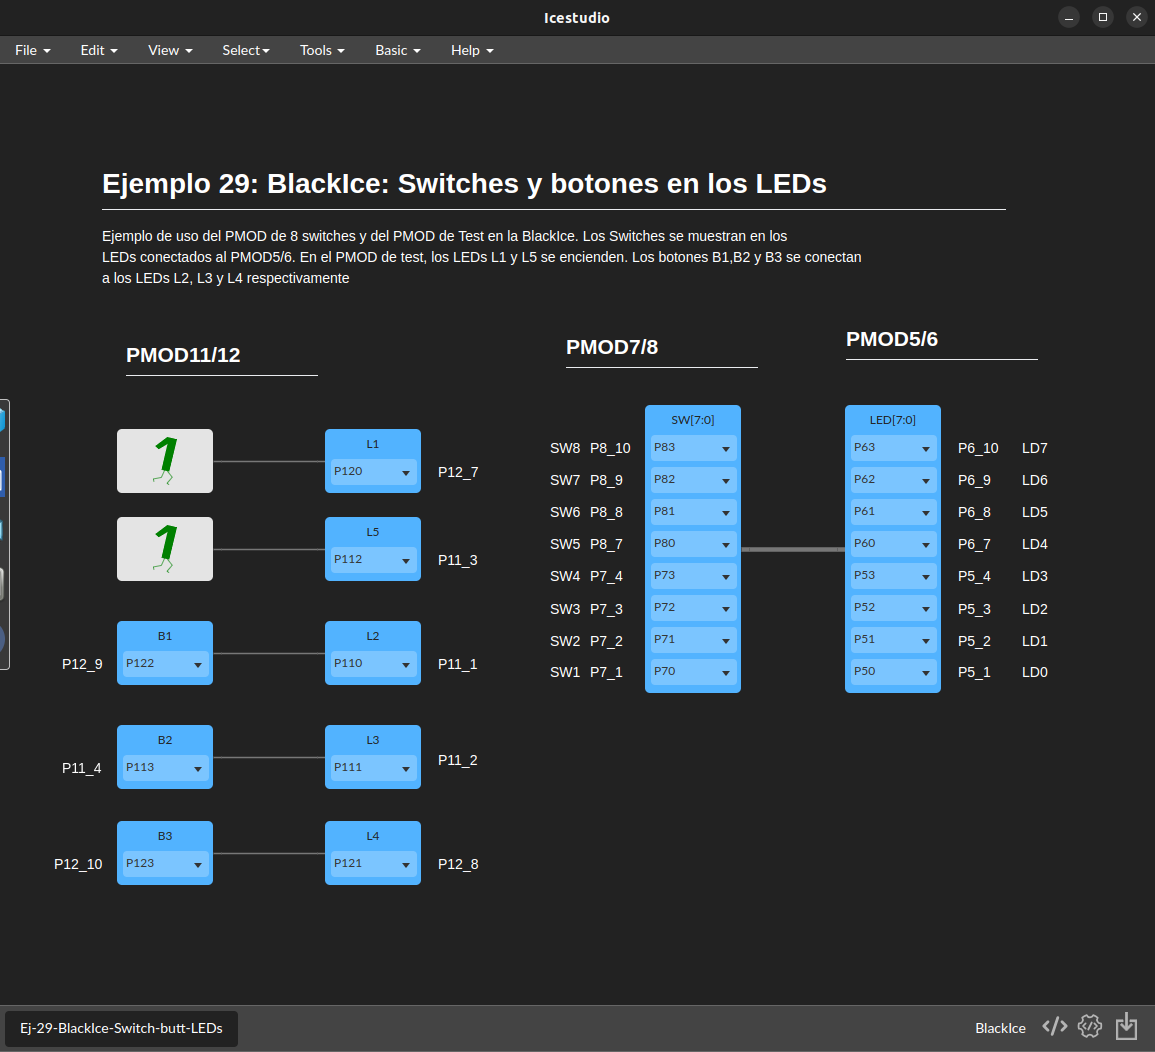 Icestudio
File Edit View Select Tools Basic Help
Ejemplo 29: BlackIce: Switches y botones en los LEDs
Ejemplo de uso del PMOD de 8 switches y del PMOD de Test en la BlackIce. Los Switches se muestran en los
LEDs conectados al PMOD5/6. En el PMOD de test, los LEDs L1 y L5 se encienden. Los botones B1,B2 y B3 se conectan
a los LEDs L2, L3 y L4 respectivamente
PMOD11/12
1
L1
P120
P12_7
1
L5
P112
P11_3
B1
P12_9
P122
L2
P110
P11_1
B2
P11_4
P113
L3
P111
P11_2
B3
P12_10
P123
L4
P121
P12_8
PMOD7/8
SW[7:0]
SW8 P8_10 P83
SW7 P8_9 P82
SW6 P8_8 P81
SW5 P8_7 P80
SW4 P7_4 P73
SW3 P7_3 P72
SW2 P7_2 P71
SW1 P7_1 P70
PMOD5/6
LED[7:0]
P63 P6_10 LD7
P62 P6_9 LD6
P61 P6_8 LD5
P60 P6_7 LD4
P53 P5_4 LD3
P52 P5_3 LD2
P51 P5_2 LD1
P50 P5_1 LD0
Ej-29-BlackIce-Switch-butt-LEDs
BlackIce